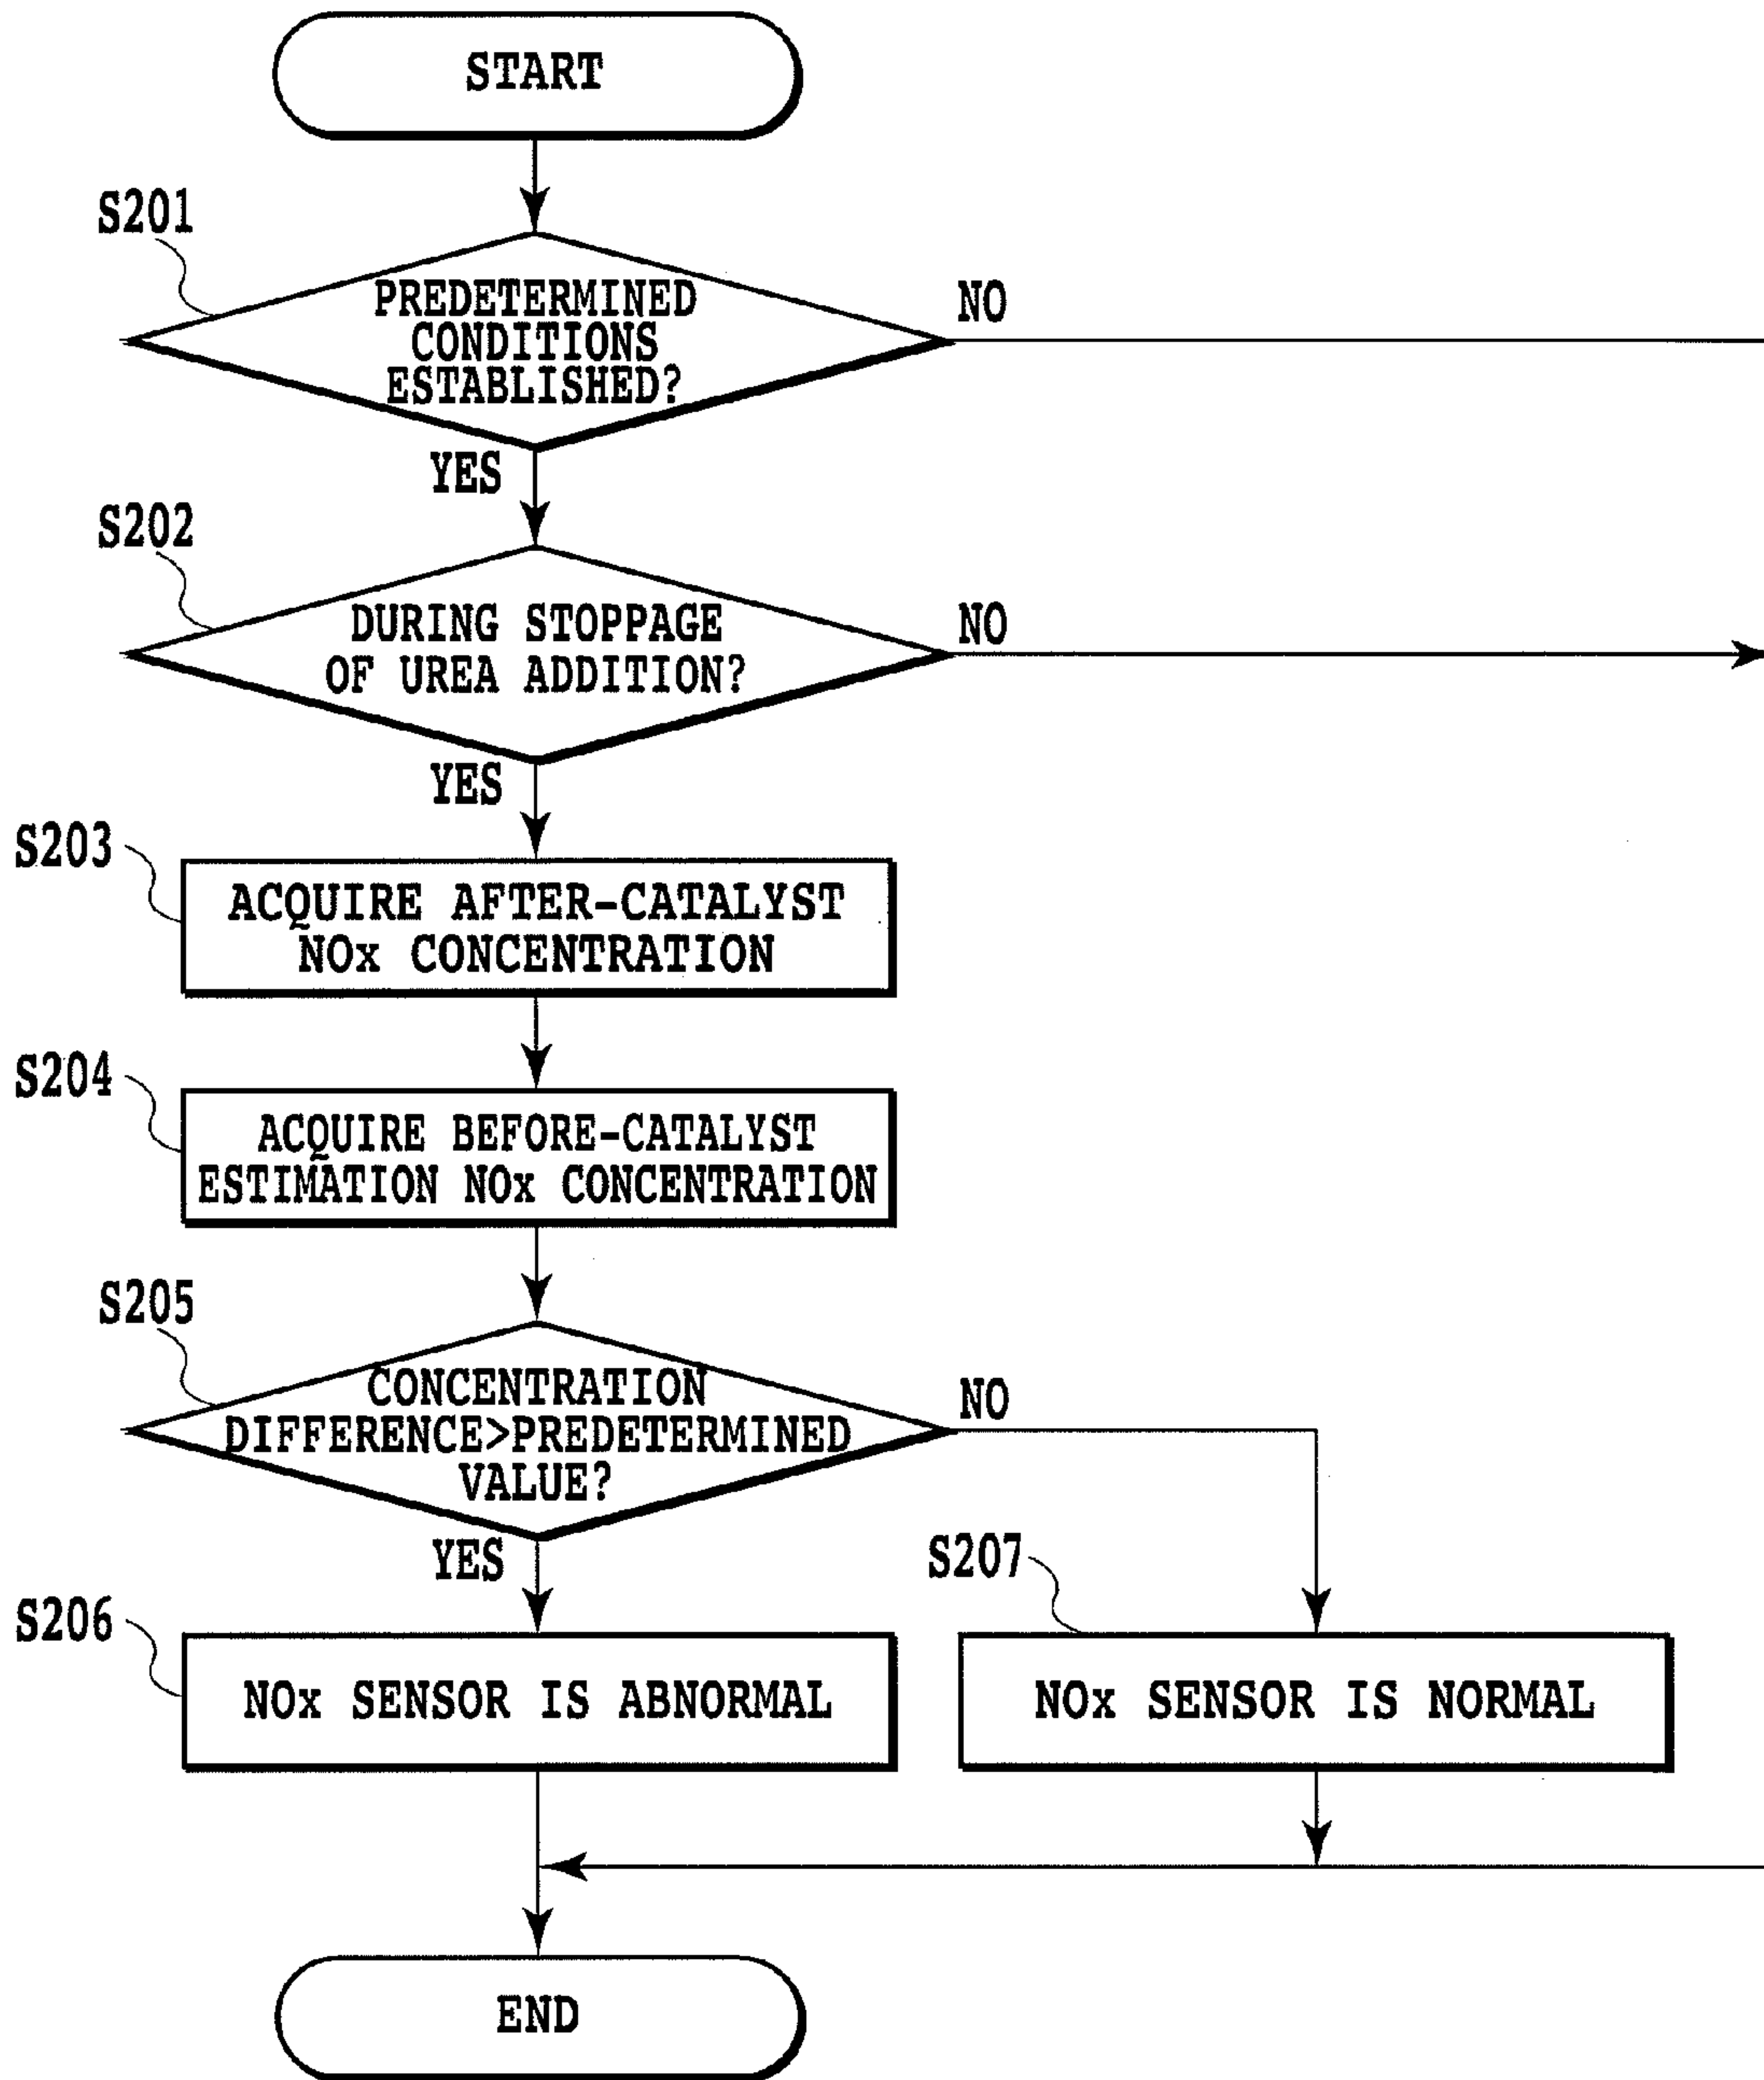 START
S201
PREDETERMINED
CONDITIONS
ESTABLISHED?
NO
YES
S202
DURING STOPPAGE
OF UREA ADDITION?
NO
YES
S203
ACQUIRE AFTER-CATALYST
NOx CONCENTRATION
S204
ACQUIRE BEFORE-CATALYST
ESTIMATION NOx CONCENTRATION
S205
CONCENTRATION
DIFFERENCE>PREDETERMINED
VALUE?
NO
YES
S206
NOx SENSOR IS ABNORMAL
S207
NOx SENSOR IS NORMAL
END